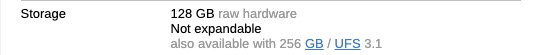 Storage 128 GB raw hardware
Not expandable
also available with 256 GB / UFS 3.1